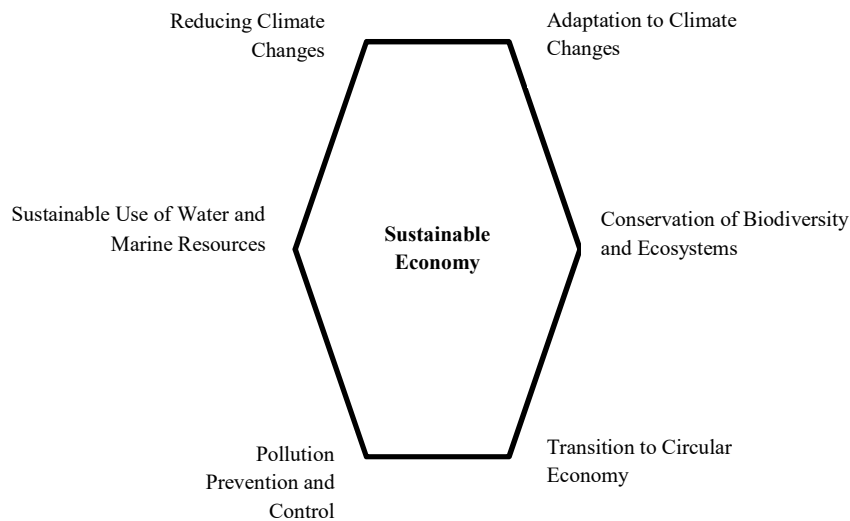 Reducing Climate
Changes
Adaptation to Climate
Changes
Sustainable Use of Water and
Marine Resources
Sustainable
Economy
Conservation of Biodiversity
and Ecosystems
Pollution
Prevention and
Control
Transition to Circular
Economy